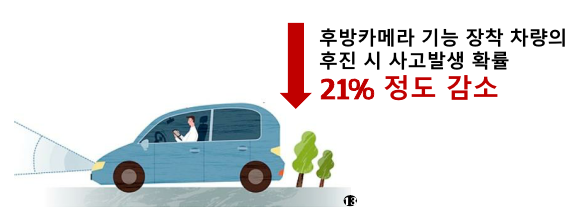 후방카메라 기능 장착 차량의
후진 시 사고발생 확률
21% 정도 감소
13